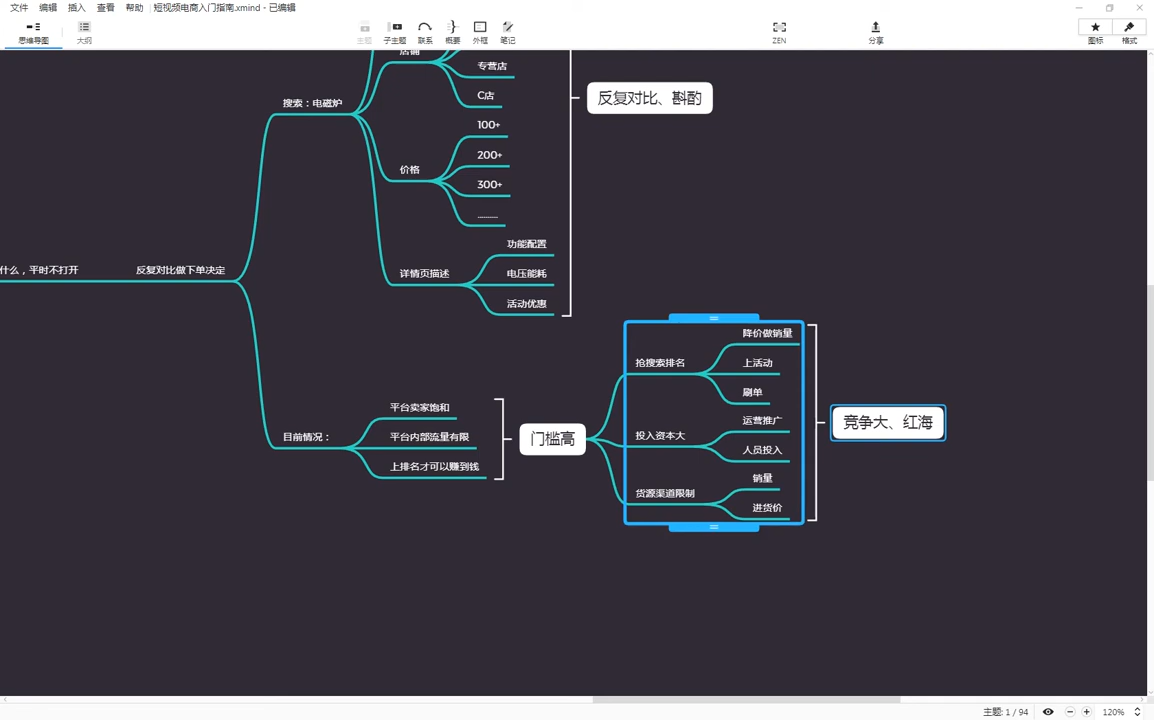 文件 编辑 插入 查看 帮助 短视频电商入门指南.xmind - 已编辑
思维导图 大纲 主题 子主题 联系 概要 外框 笔记 ZEN 分享 图标 格式
店铺
专营店
C店
反复对比、斟酌
搜索：电磁炉
100+
200+
价格
300+
.........
功能配置
什么，平时不打开 反复对比做下单决定
详情页描述
电压能耗
活动优惠
降价做销量
抢搜索排名
上活动
刷单
平台卖家饱和
运营推广
竞争大、红海
目前情况：
平台内部流量有限
门槛高
投入资本大
人员投入
上排名才可以赚到钱
销量
货源渠道限制
进货价
主题: 1 / 94 120%